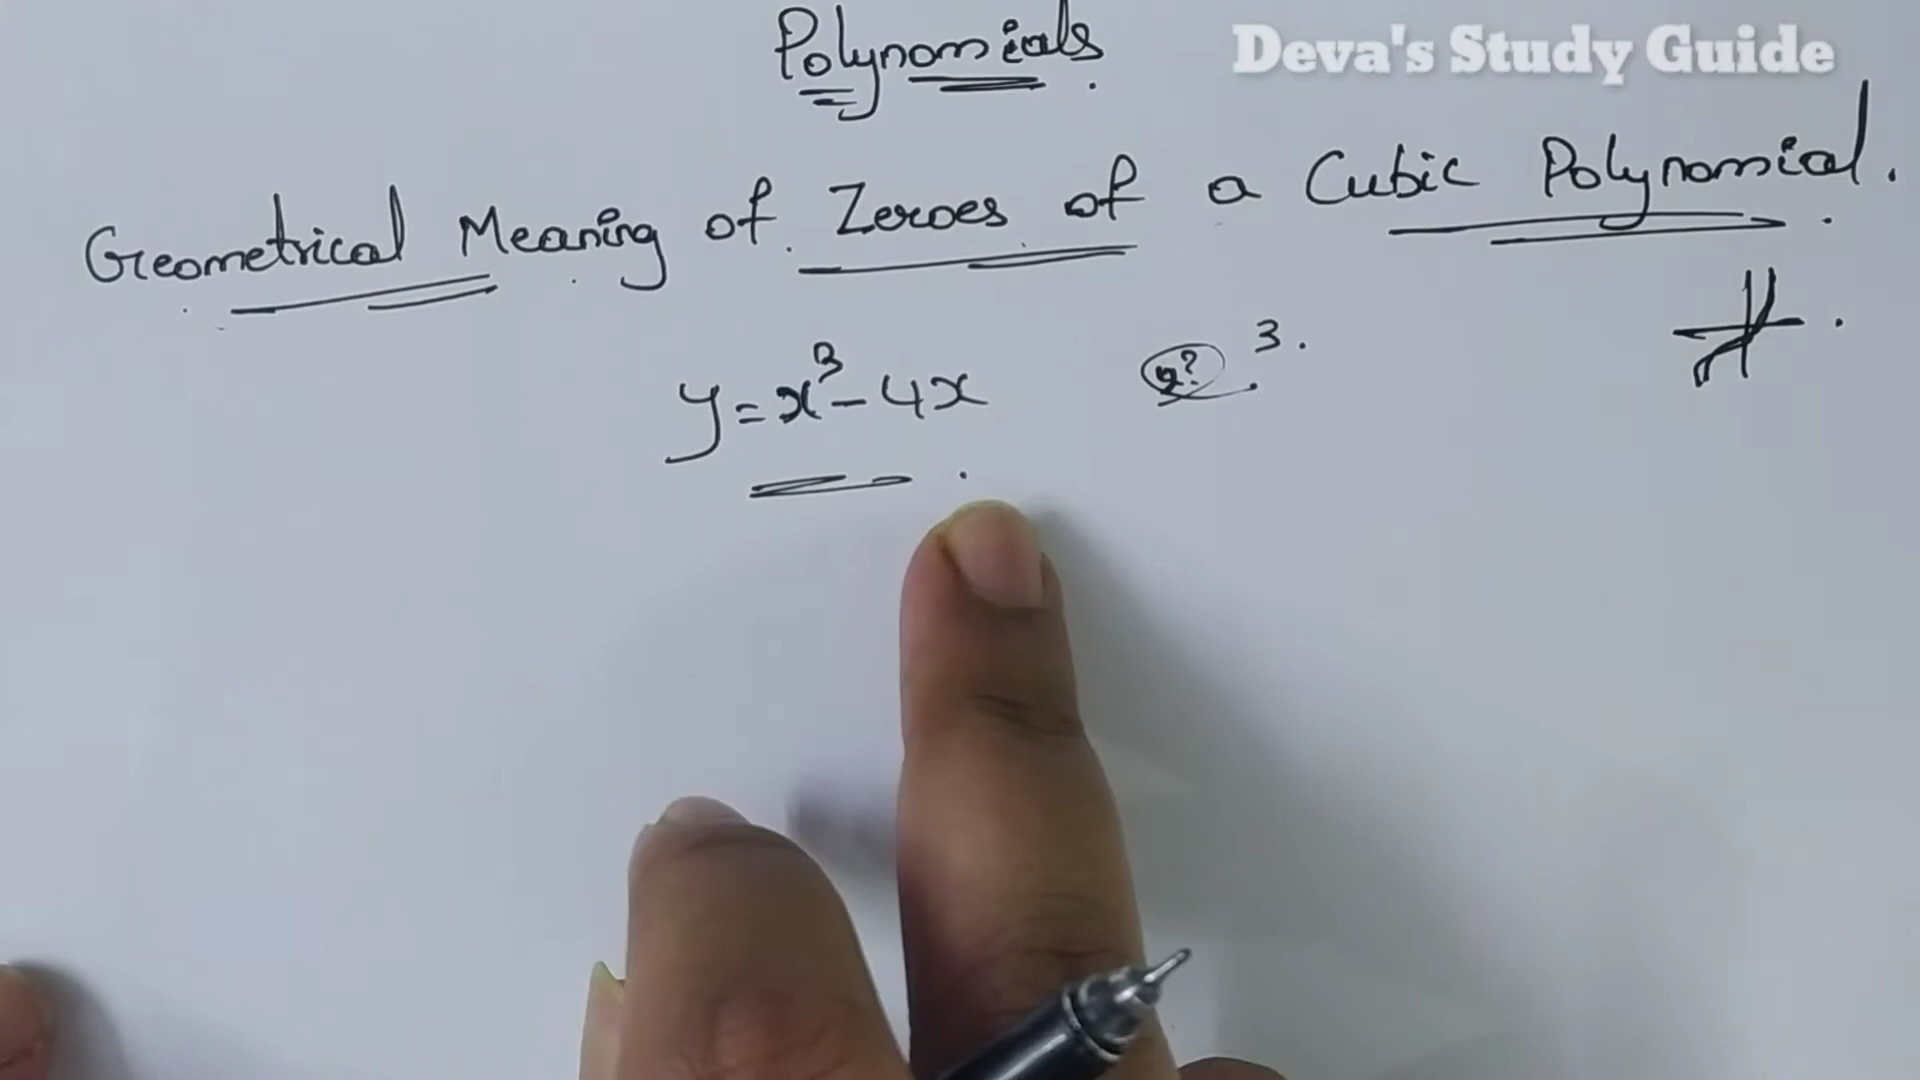 Polynomials
Deva's Study Guide
Geometrical Meaning of Zeroes of a Cubic Polynomial.
y = x³ - 4x
3.